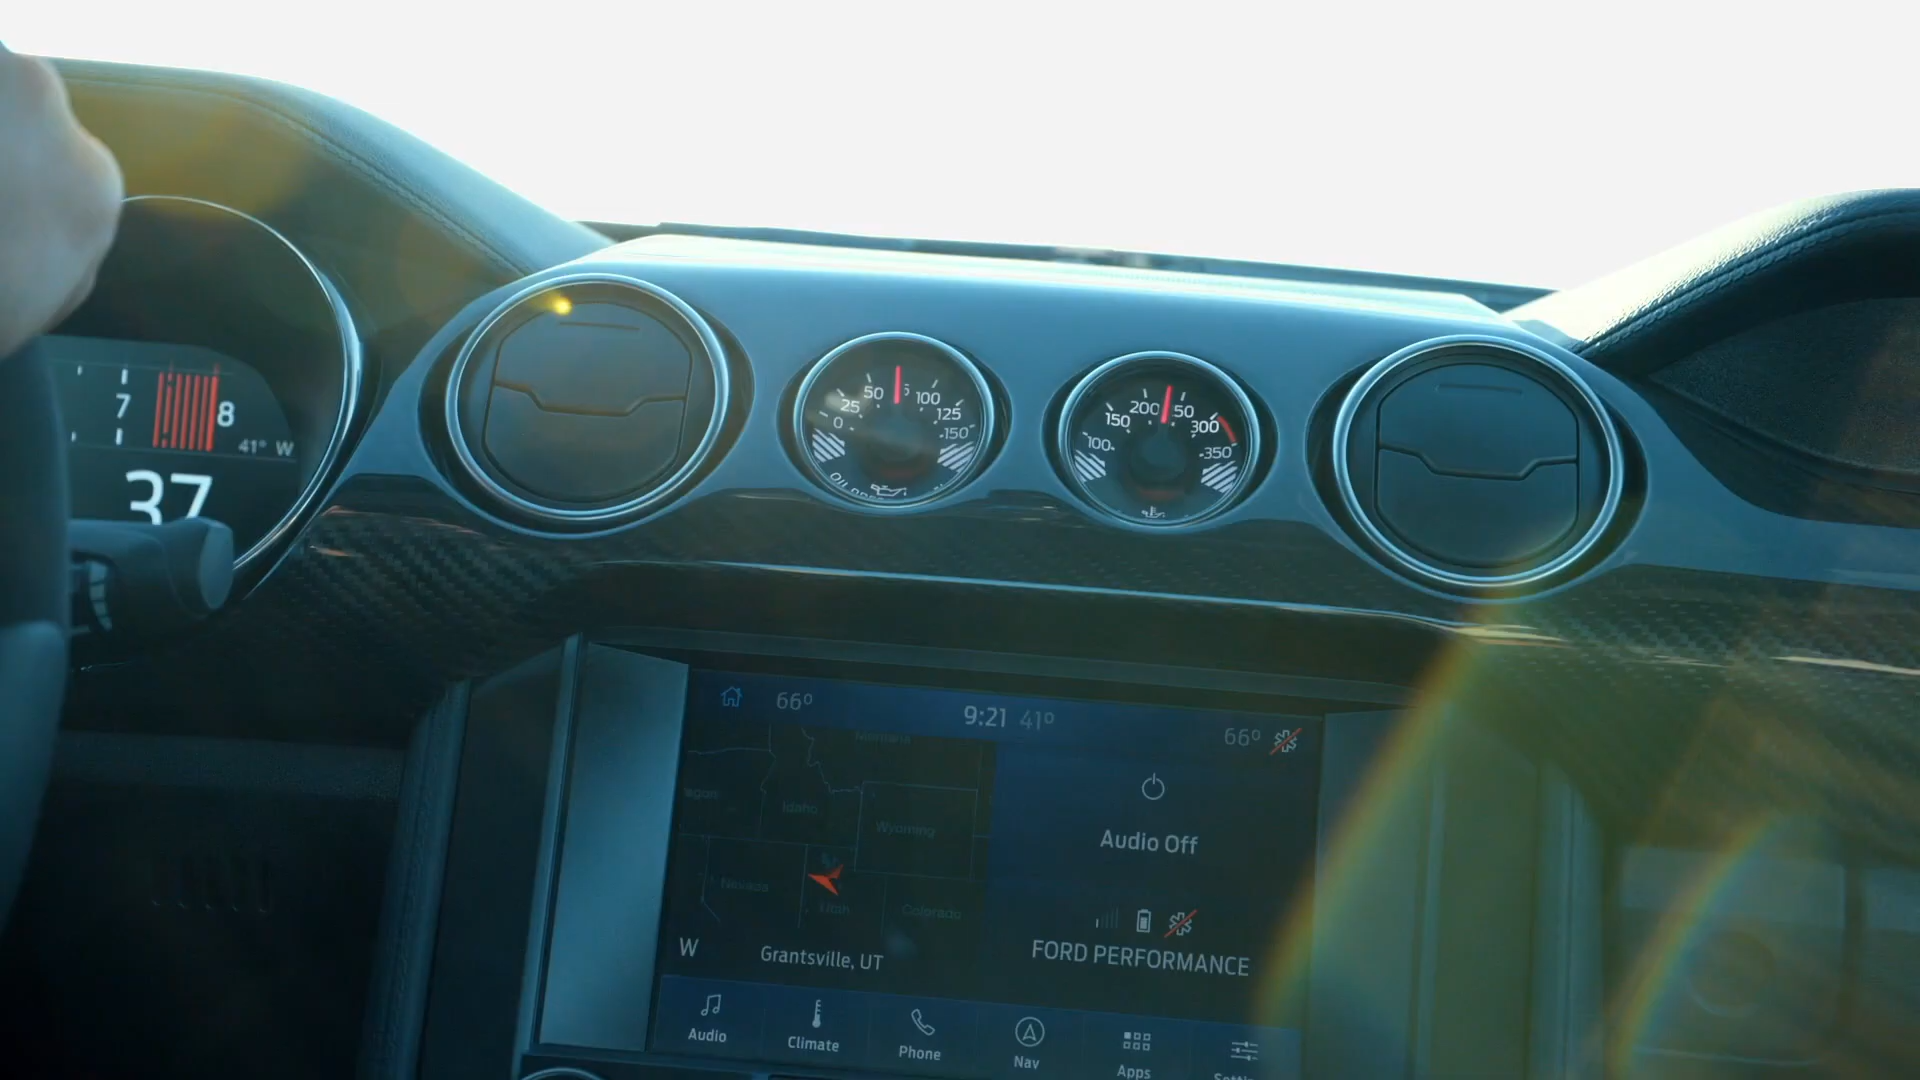 7 8
41° W
37
0 25 50 100 125 150
100 150 200 50 300 350
66° 9:21 41° 66°
Montana
Idaho
Wyoming
Nevada
Utah
Colorado
Audio Off
W Grantsville, UT
FORD PERFORMANCE
Audio Climate Phone Nav Apps